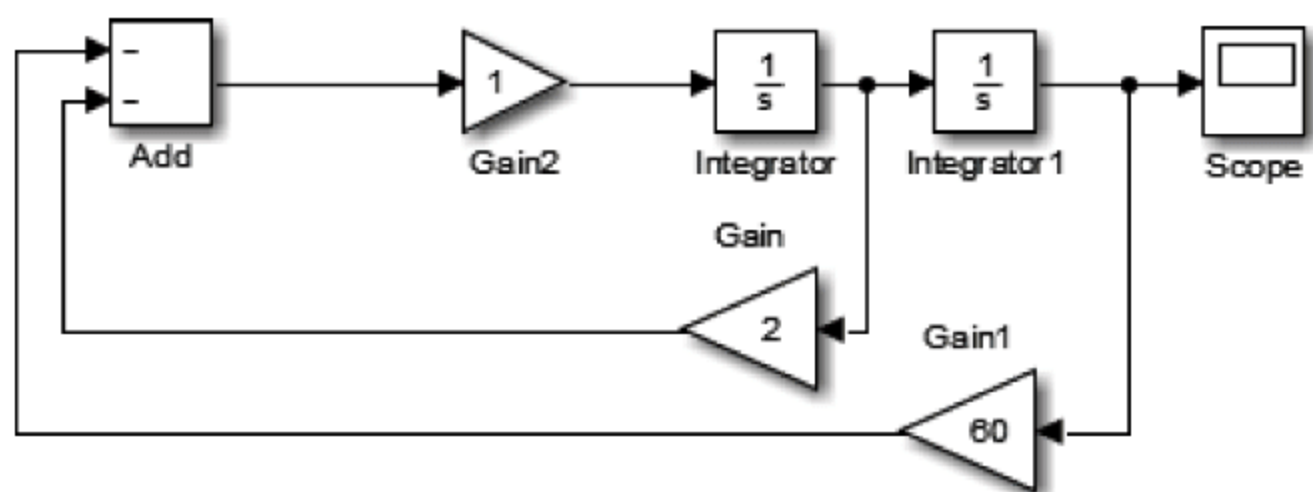 -
-
Add
1
Gain2
1
s
Integrator
1
s
Integrator1
Scope
Gain
2
Gain1
60